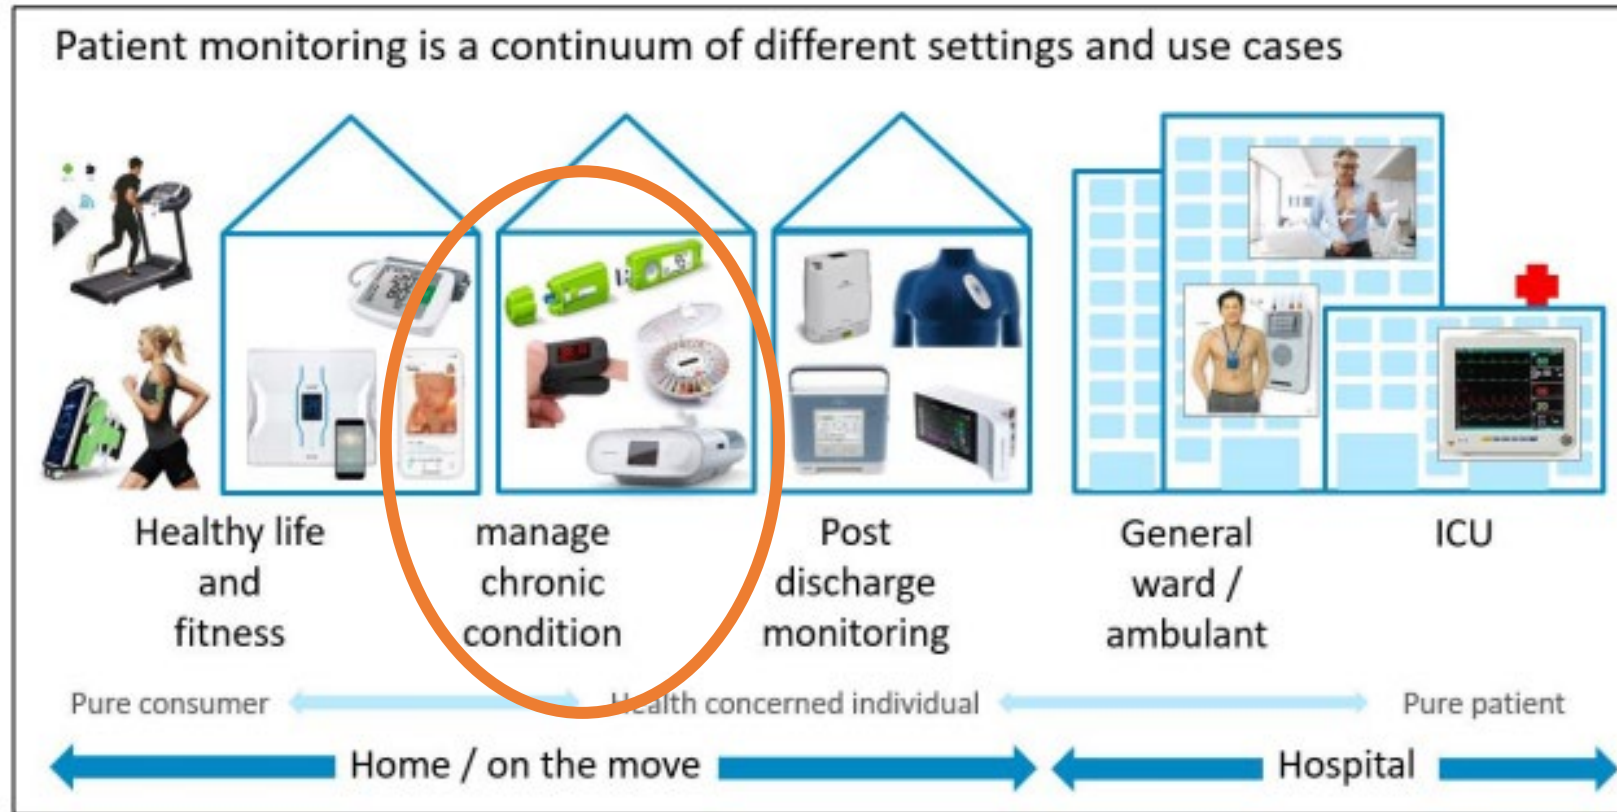 Patient monitoring is a continuum of different settings and use cases
Healthy life
and
fitness
manage
chronic
condition
Post
discharge
monitoring
General
ward /
ambulant
ICU
Pure consumer
Health concerned individual
Pure patient
Home / on the move
Hospital